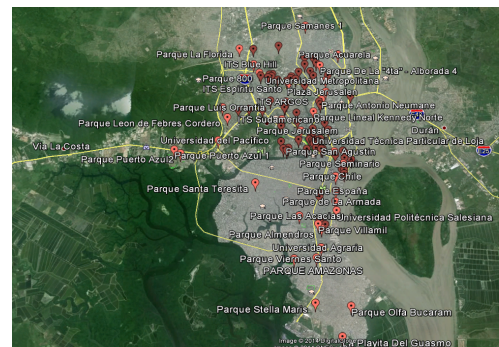 Parque Samanes 1
Parque La Florida
Parque Acuarela
ITS Blue Hill
Parque De La "4ta" - Alborada 4
Parque 800
Universidad Metropolitana
ITS Espiritu Santo
Plaza Jerusalen
ITS ARGOS
Parque Luis Orrantia
Parque Antonio Neumane
Parque Lineal Kennedy Norte
Parque Leon de Febres Cordero
ITS Sudamericano
Durán
Parque Jerusalem
Universidad del Pacífico
Universidad Técnica Particular de Loja
Vía La Costa
Parque San Agustin
Parque Puerto Azul 2
Parque Puerto Azul 1
Parque Seminario
Parque Chile
Parque Santa Teresita
Parque España
Parque de la Armada
Parque Las Acacias
Universidad Politécnica Salesiana
Parque Villamil
Parque Almendros
Universidad Agraria
Parque Viernes Santo
PARQUE AMAZONAS
Parque Stella Maris
Parque Olfa Bucaram
La Playita Del Guasmo